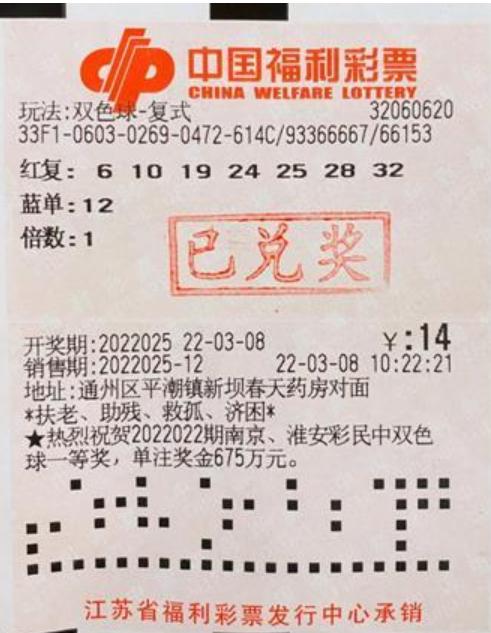 中国福利彩票
CHINA WELFARE LOTTERY
玩法:双色球-复式 32060620
33F1-0603-0269-0472-614C/93366667/66153
红复: 6 10 19 24 25 28 32
蓝单:12
倍数:1
已兑奖
开奖期:2022025 22-03-08 ￥:14
销售期:2022025-12 22-03-08 10:22:21
地址:通州区平潮镇新坝春天药房对面
*扶老、助残、救孤、济困*
★热烈祝贺2022022期南京、淮安彩民中双色
球一等奖，单注奖金675万元。
江苏省福利彩票发行中心承销